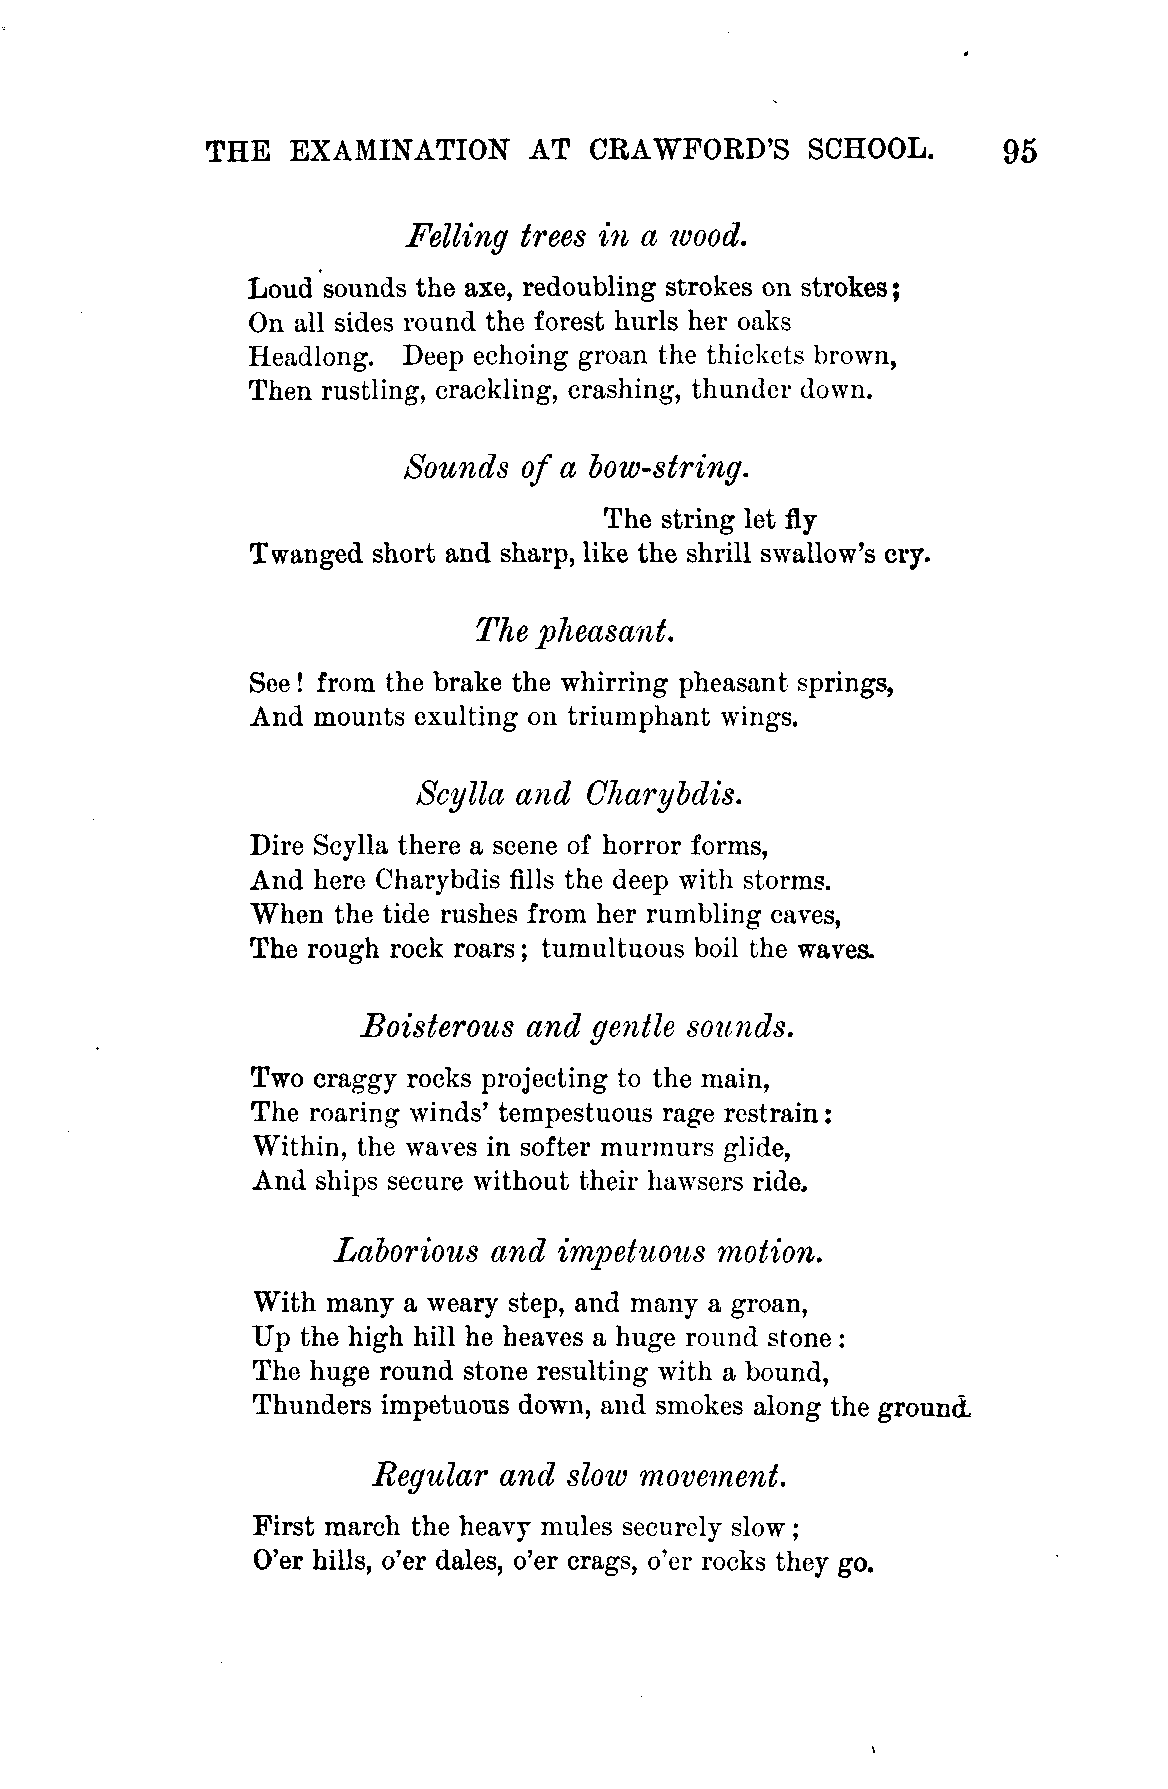 THE EXAMINATION AT CRAWFORD'S SCHOOL. 95
Felling trees in a wood.
Loud sounds the axe, redoubling strokes on strokes;
On all sides round the forest hurls her oaks
Headlong. Deep echoing groan the thickets brown,
Then rustling, crackling, crashing, thunder down.
Sounds of a bow-string.
The string let fly
Twanged short and sharp, like the shrill swallow's cry.
The pheasant.
See! from the brake the whirring pheasant springs,
And mounts exulting on triumphant wings.
Scylla and Charybdis.
Dire Scylla there a scene of horror forms,
And here Charybdis fills the deep with storms.
When the tide rushes from her rumbling caves,
The rough rock roars; tumultuous boil the waves.
Boisterous and gentle sounds.
Two craggy rocks projecting to the main,
The roaring winds' tempestuous rage restrain:
Within, the waves in softer murmurs glide,
And ships secure without their hawsers ride.
Laborious and impetuous motion.
With many a weary step, and many a groan,
Up the high hill he heaves a huge round stone:
The huge round stone resulting with a bound,
Thunders impetuous down, and smokes along the ground.
Regular and slow movement.
First march the heavy mules securely slow;
O'er hills, o'er dales, o'er crags, o'er rocks they go.